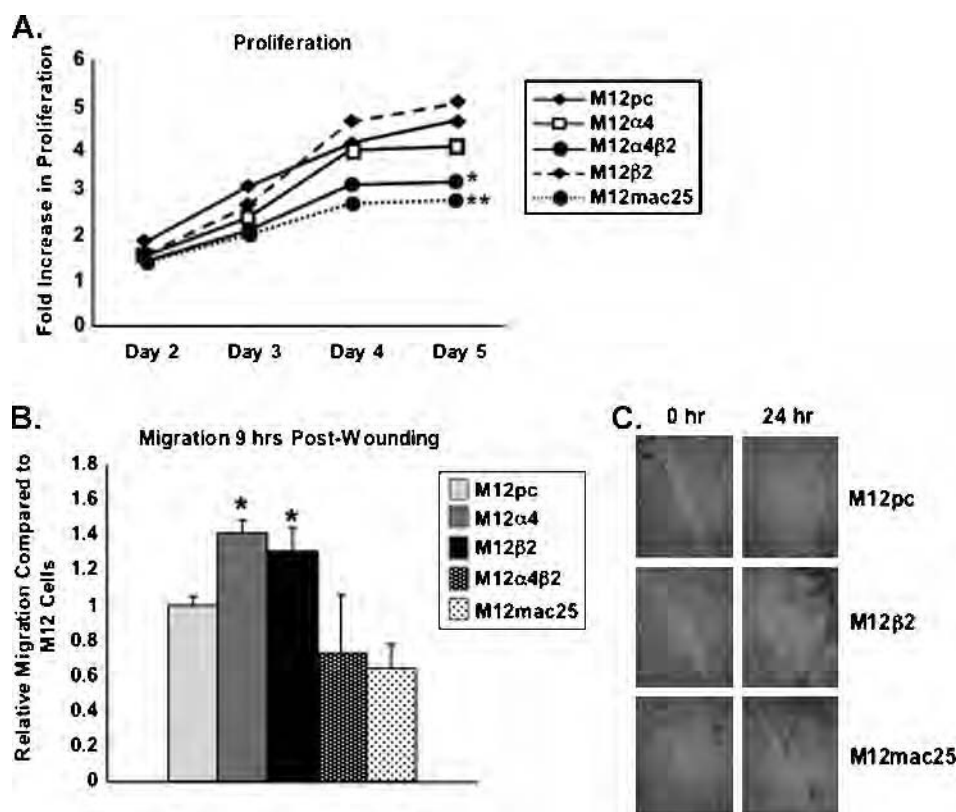 A.
Proliferation
Fold Increase in Proliferation
6
5
4
3
2
1
0
Day 2 Day 3 Day 4 Day 5
*
**
M12pc
M12α4
M12α4β2
M12β2
M12mac25
B.
Migration 9 hrs Post-Wounding
Relative Migration Compared to
M12 Cells
1.8
1.6
1.4
1.2
1
0.8
0.6
0.4
0.2
0
* *
M12pc
M12α4
M12β2
M12α4β2
M12mac25
C. 0 hr 24 hr
M12pc
M12β2
M12mac25